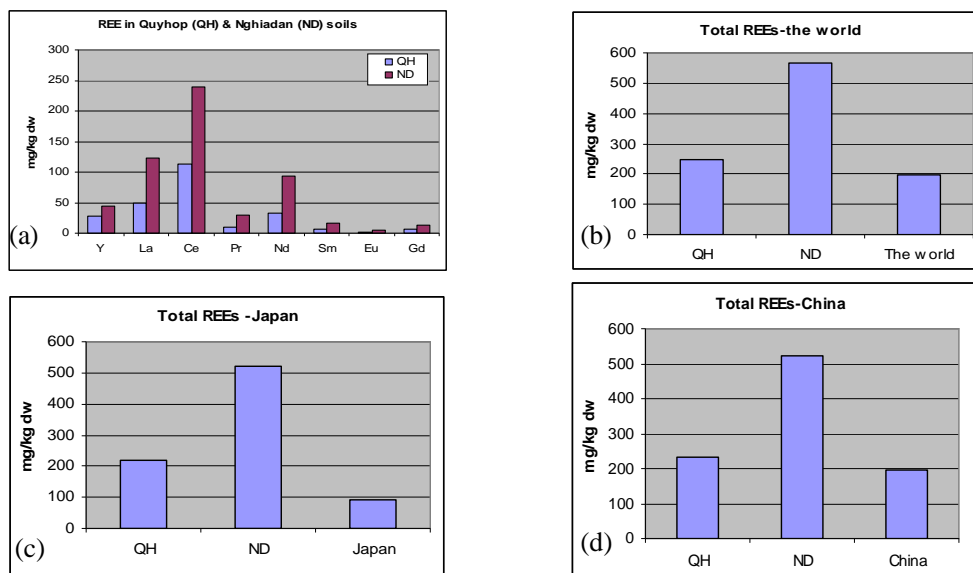 REE in Quyhop (QH) & Nghiadan (ND) soils
mg/kg dw
300
250
200
150
100
50
0
QH
ND
Y La Ce Pr Nd Sm Eu Gd
(a)
Total REEs-the world
mg/kg dw
600
500
400
300
200
100
0
QH ND The world
(b)
Total REEs -Japan
mg/kg dw
600
500
400
300
200
100
0
QH ND Japan
(c)
Total REEs-China
mg/kg dw
600
500
400
300
200
100
0
QH ND China
(d)